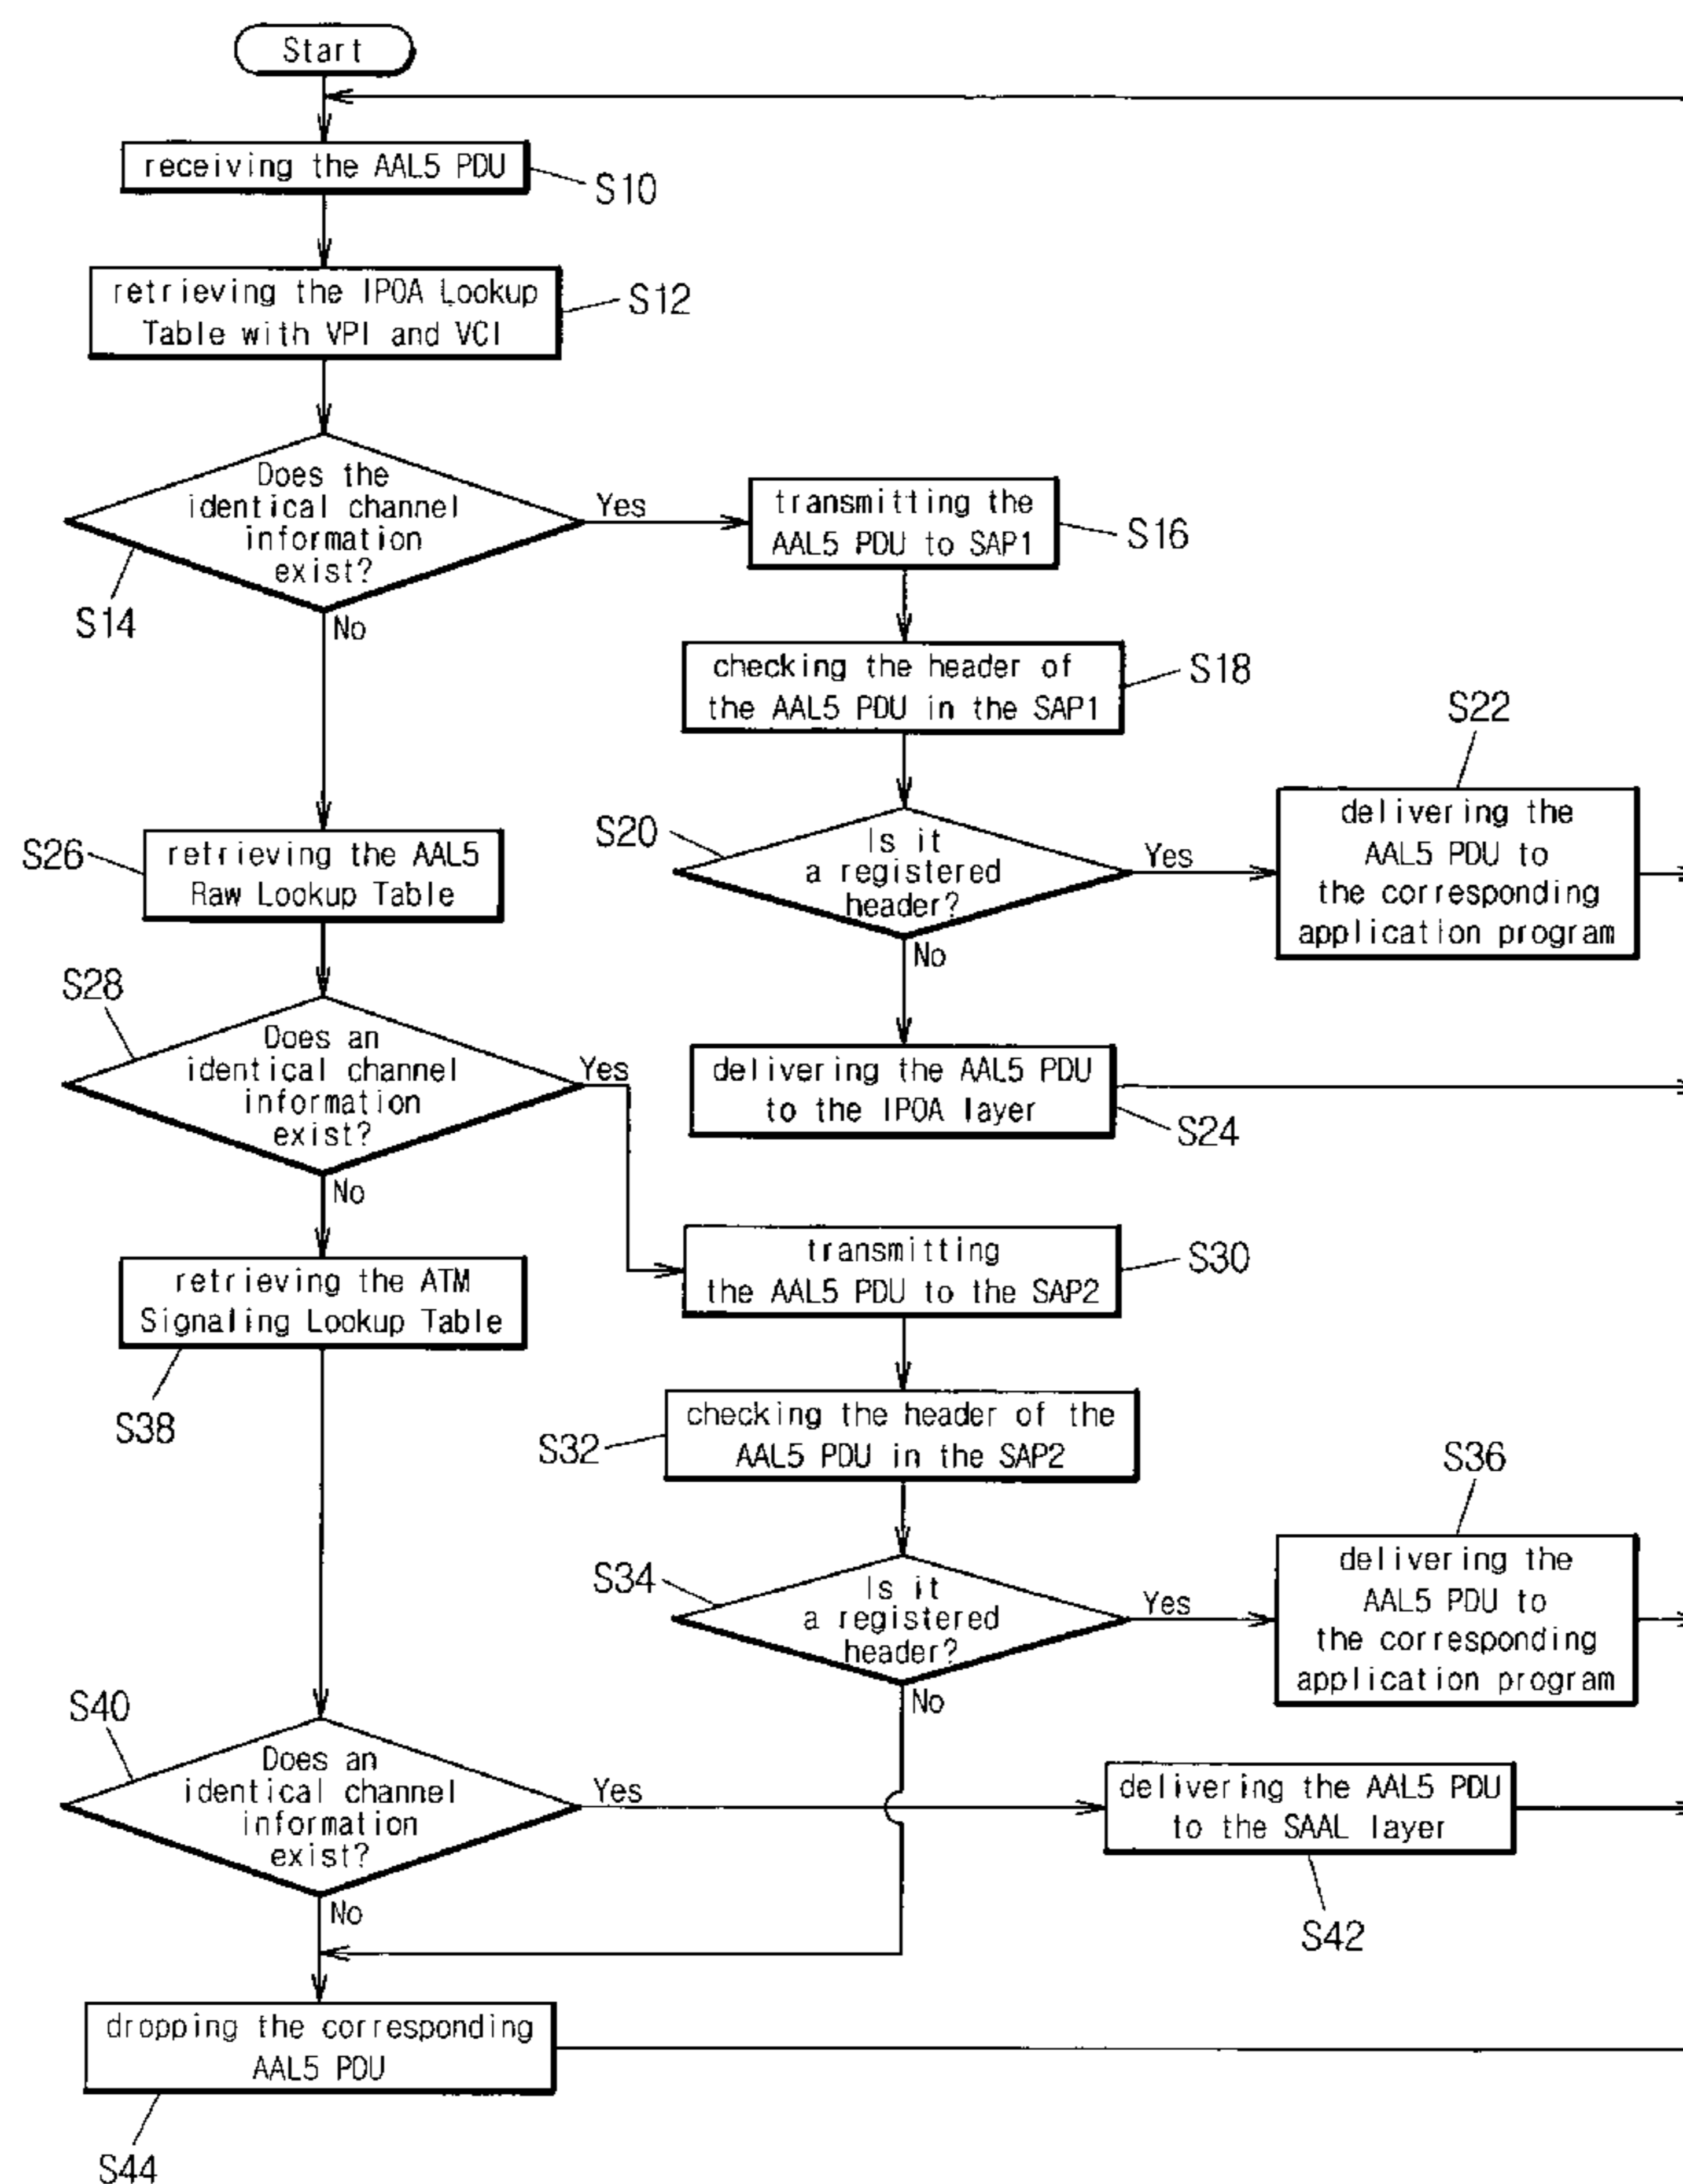 Start
receiving the AAL5 PDU
S10
retrieving the IPOA Lookup
Table with VPI and VCI
S12
Does the
identical channel
information
exist?
S14
Yes
No
transmitting the
AAL5 PDU to SAP1
S16
checking the header of
the AAL5 PDU in the SAP1
S18
Is it
a registered
header?
S20
Yes
No
S22
delivering the
AAL5 PDU to
the corresponding
application program
delivering the AAL5 PDU
to the IPOA layer
S24
S26
retrieving the AAL5
Raw Lookup Table
S28
Does an
identical channel
information
exist?
Yes
No
transmitting
the AAL5 PDU to the SAP2
S30
S32
checking the header of the
AAL5 PDU in the SAP2
S34
Is it
a registered
header?
Yes
No
S36
delivering the
AAL5 PDU to
the corresponding
application program
retrieving the ATM
Signaling Lookup Table
S38
S40
Does an
identical channel
information
exist?
Yes
No
delivering the AAL5 PDU
to the SAAL layer
S42
dropping the corresponding
AAL5 PDU
S44